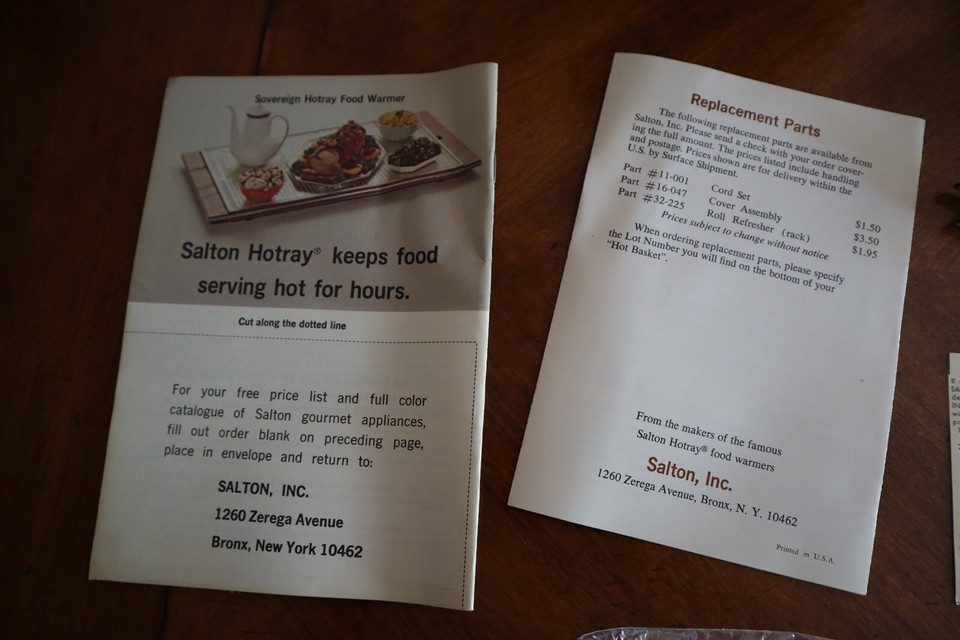 Sovereign Hotray Food Warmer
Salton Hotray® keeps food
serving hot for hours.
Cut along the dotted line
For your free price list and full color
catalogue of Salton gourmet appliances,
fill out order blank on preceding page,
place in envelope and return to:
SALTON, INC.
1260 Zerega Avenue
Bronx, New York 10462
Replacement Parts
The following replacement parts are available from
Salton, Inc. Please send a check with your order cover-
ing the full amount. The prices listed include handling
and postage. Prices shown are for delivery within the
U.S. by Surface Shipment.
Part #11-001 Cord Set $1.50
Part #16-047 Cover Assembly $3.50
Part #32-225 Roll Refresher (rack) $1.95
Prices subject to change without notice
When ordering replacement parts, please specify
the Lot Number you will find on the bottom of your
"Hot Basket".
From the makers of the famous
Salton Hotray® food warmers
Salton, Inc.
1260 Zerega Avenue, Bronx, N. Y. 10462
Printed in U.S.A.